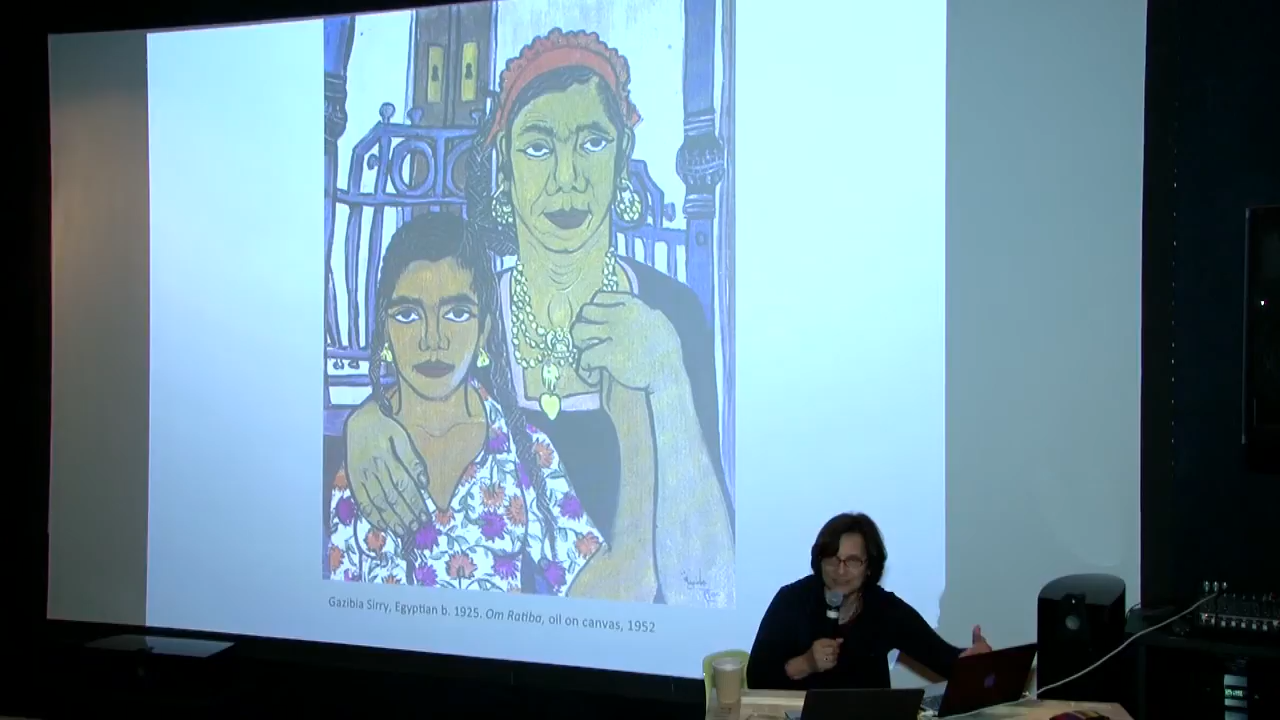 Gazibia Sirry, Egyptian b. 1925. Om Ratiba, oil on canvas, 1952